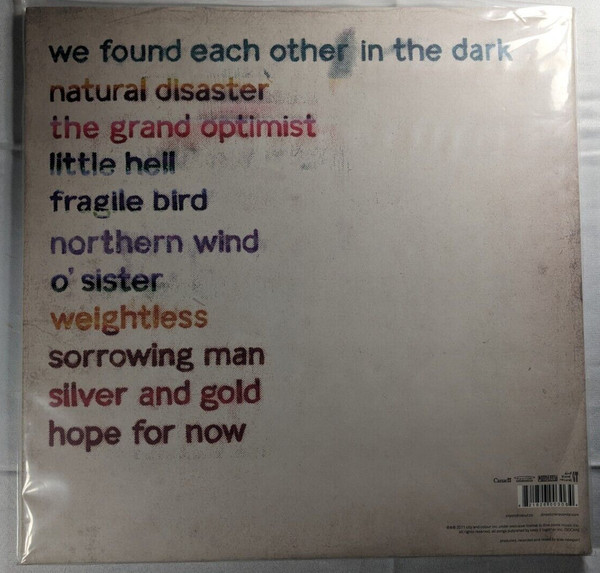 we found each other in the dark
natural disaster
the grand optimist
little hell
fragile bird
northern wind
o' sister
weightless
sorrowing man
silver and gold
hope for now
Canada